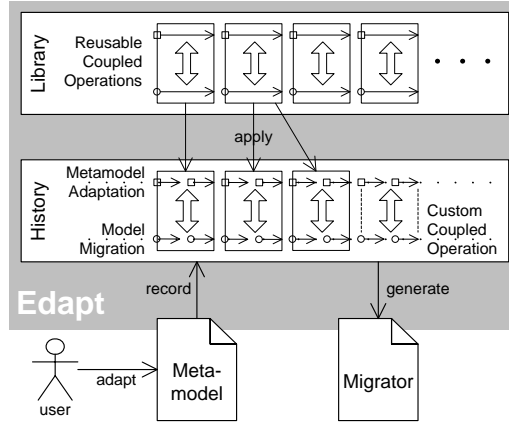 Library
Reusable
Coupled
Operations
apply
History
Metamodel
Adaptation
Model
Migration
Custom
Coupled
Operation
Edapt
record
generate
user
adapt
Meta-
model
Migrator